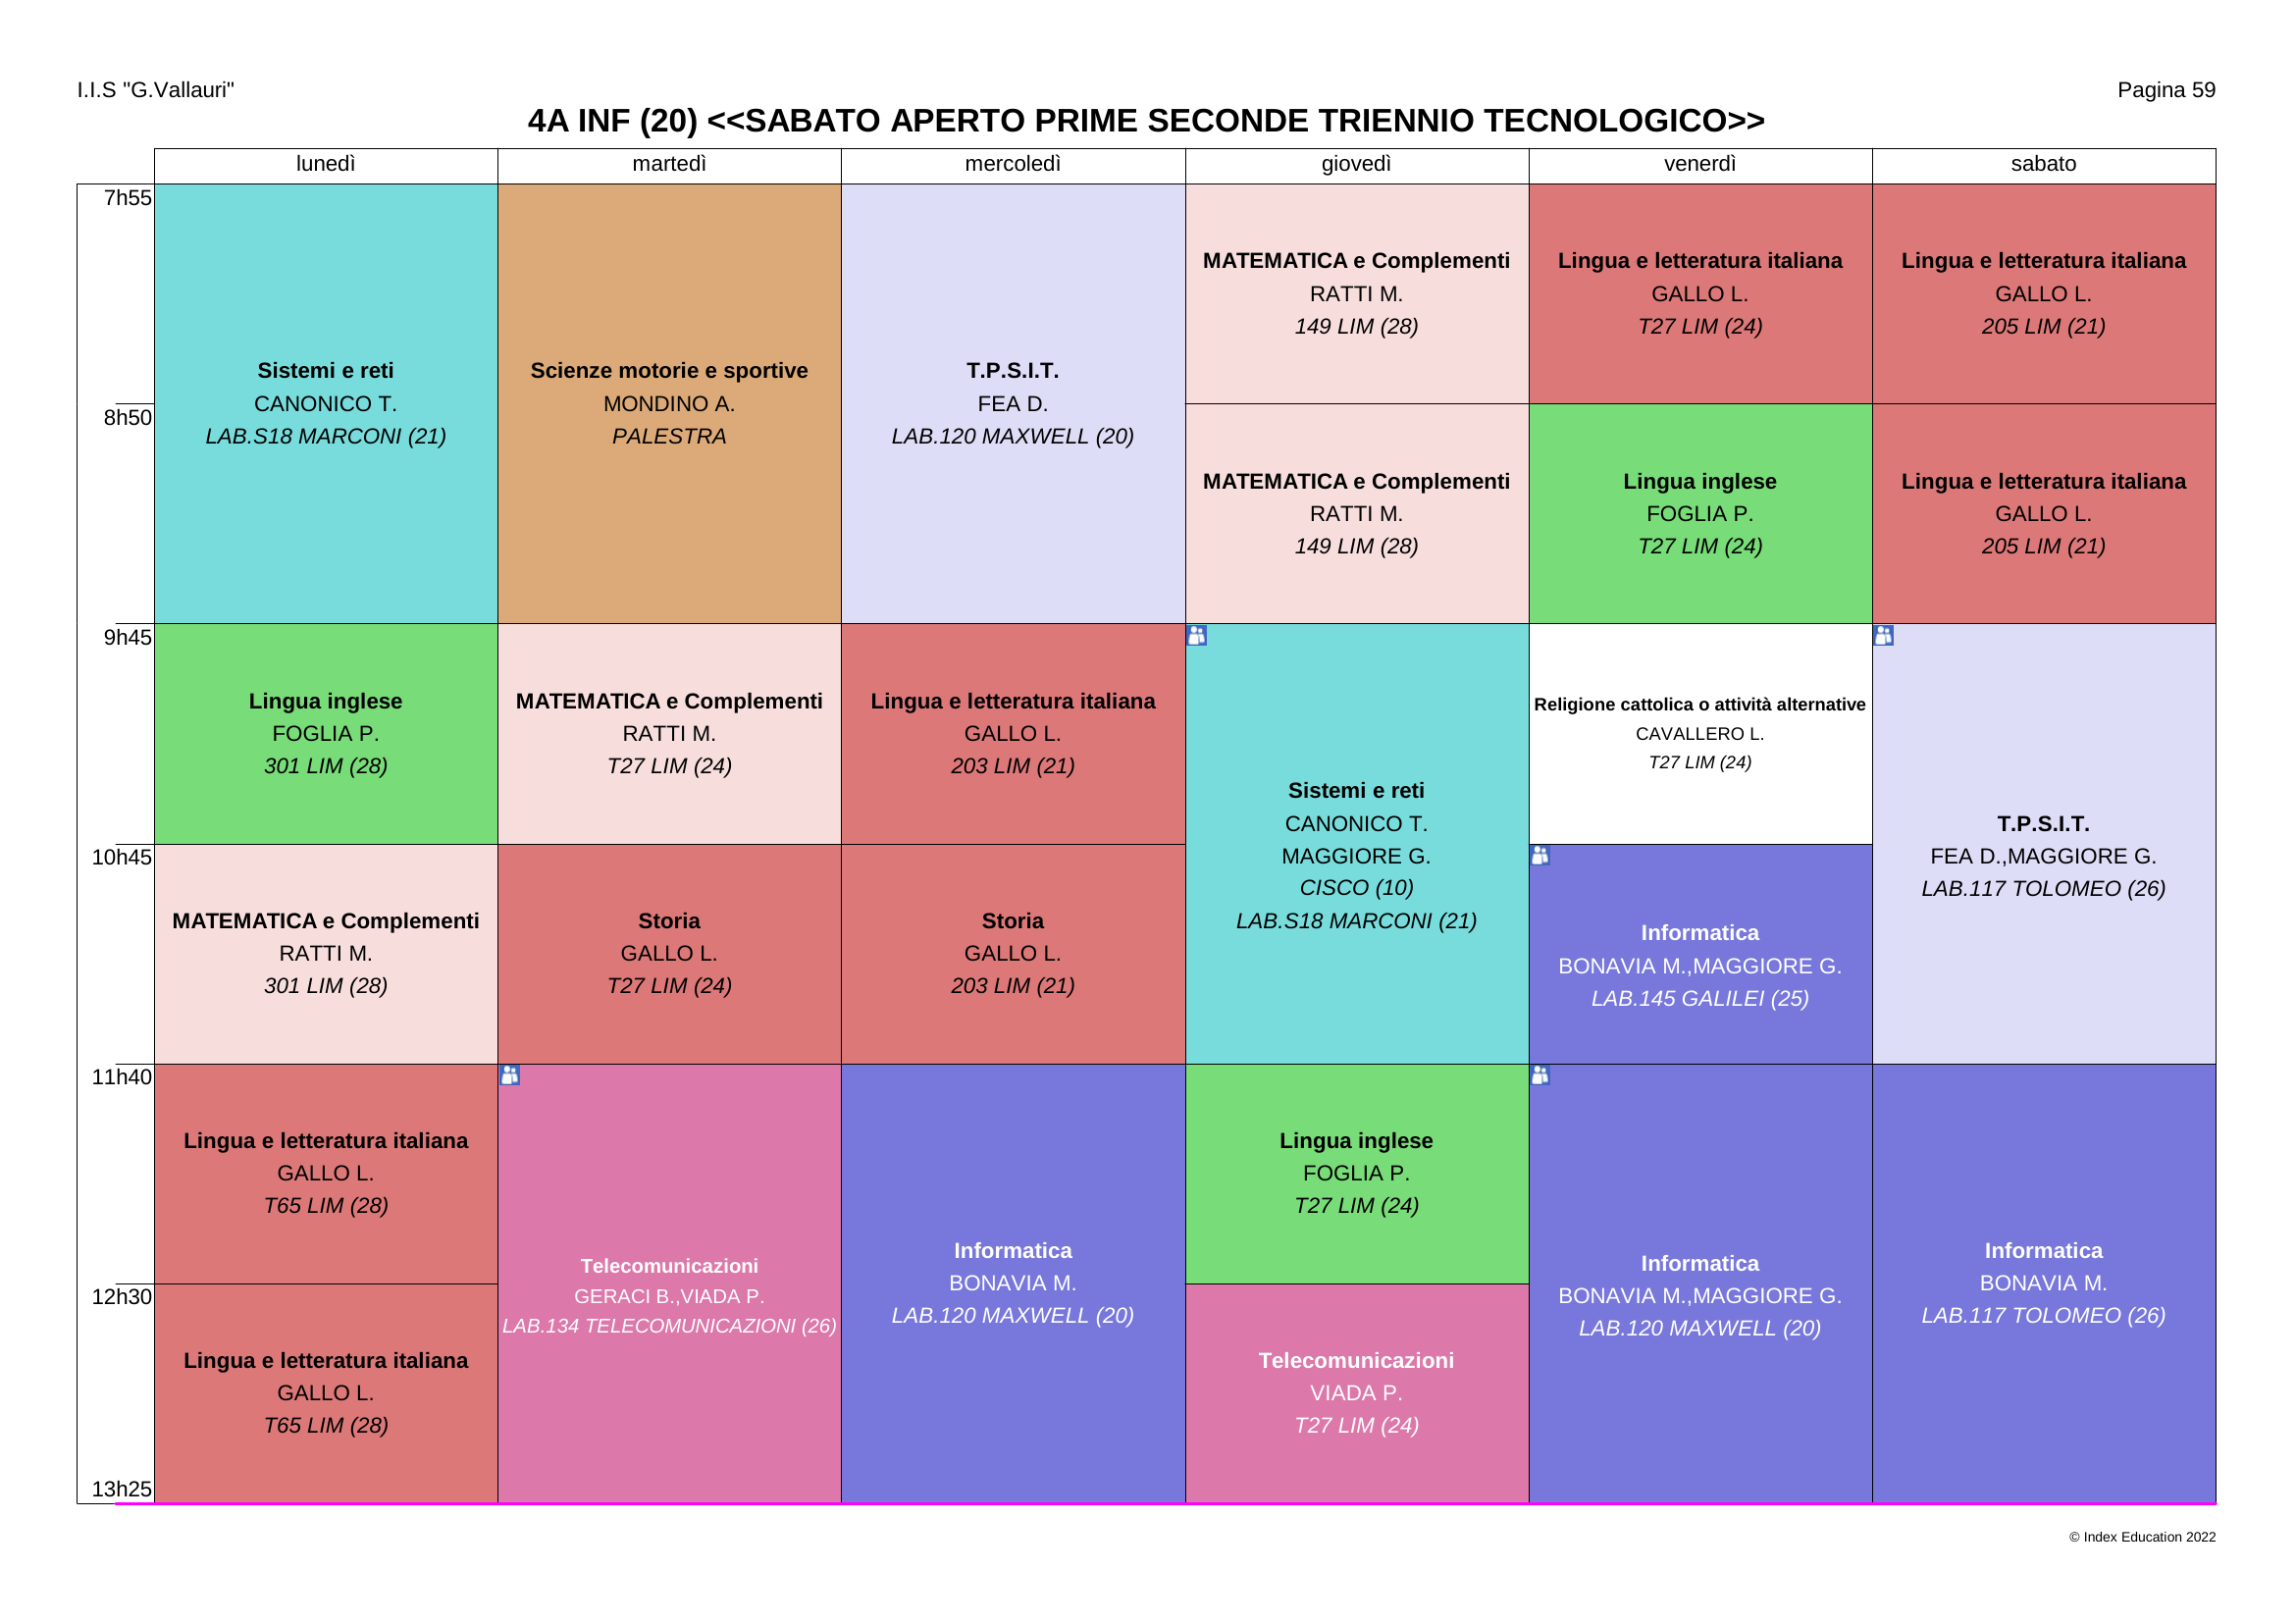 I.I.S "G.Vallauri"
Pagina 59
4A INF (20) <<SABATO APERTO PRIME SECONDE TRIENNIO TECNOLOGICO>>
lunedì
martedì
mercoledì
giovedì
venerdì
sabato
7h55
8h50
9h45
10h45
11h40
12h30
13h25
Sistemi e reti
CANONICO T.
LAB.S18 MARCONI (21)
Lingua inglese
FOGLIA P.
301 LIM (28)
MATEMATICA e Complementi
RATTI M.
301 LIM (28)
Lingua e letteratura italiana
GALLO L.
T65 LIM (28)
Lingua e letteratura italiana
GALLO L.
T65 LIM (28)
Scienze motorie e sportive
MONDINO A.
PALESTRA
MATEMATICA e Complementi
RATTI M.
T27 LIM (24)
Storia
GALLO L.
T27 LIM (24)
Telecomunicazioni
GERACI B.,VIADA P.
LAB.134 TELECOMUNICAZIONI (26)
T.P.S.I.T.
FEA D.
LAB.120 MAXWELL (20)
Lingua e letteratura italiana
GALLO L.
203 LIM (21)
Storia
GALLO L.
203 LIM (21)
Informatica
BONAVIA M.
LAB.120 MAXWELL (20)
MATEMATICA e Complementi
RATTI M.
149 LIM (28)
MATEMATICA e Complementi
RATTI M.
149 LIM (28)
Sistemi e reti
CANONICO T.
MAGGIORE G.
CISCO (10)
LAB.S18 MARCONI (21)
Lingua inglese
FOGLIA P.
T27 LIM (24)
Telecomunicazioni
VIADA P.
T27 LIM (24)
Lingua e letteratura italiana
GALLO L.
T27 LIM (24)
Lingua inglese
FOGLIA P.
T27 LIM (24)
Religione cattolica o attività alternative
CAVALLERO L.
T27 LIM (24)
Informatica
BONAVIA M.,MAGGIORE G.
LAB.145 GALILEI (25)
Informatica
BONAVIA M.,MAGGIORE G.
LAB.120 MAXWELL (20)
Lingua e letteratura italiana
GALLO L.
205 LIM (21)
Lingua e letteratura italiana
GALLO L.
205 LIM (21)
T.P.S.I.T.
FEA D.,MAGGIORE G.
LAB.117 TOLOMEO (26)
Informatica
BONAVIA M.
LAB.117 TOLOMEO (26)
© Index Education 2022